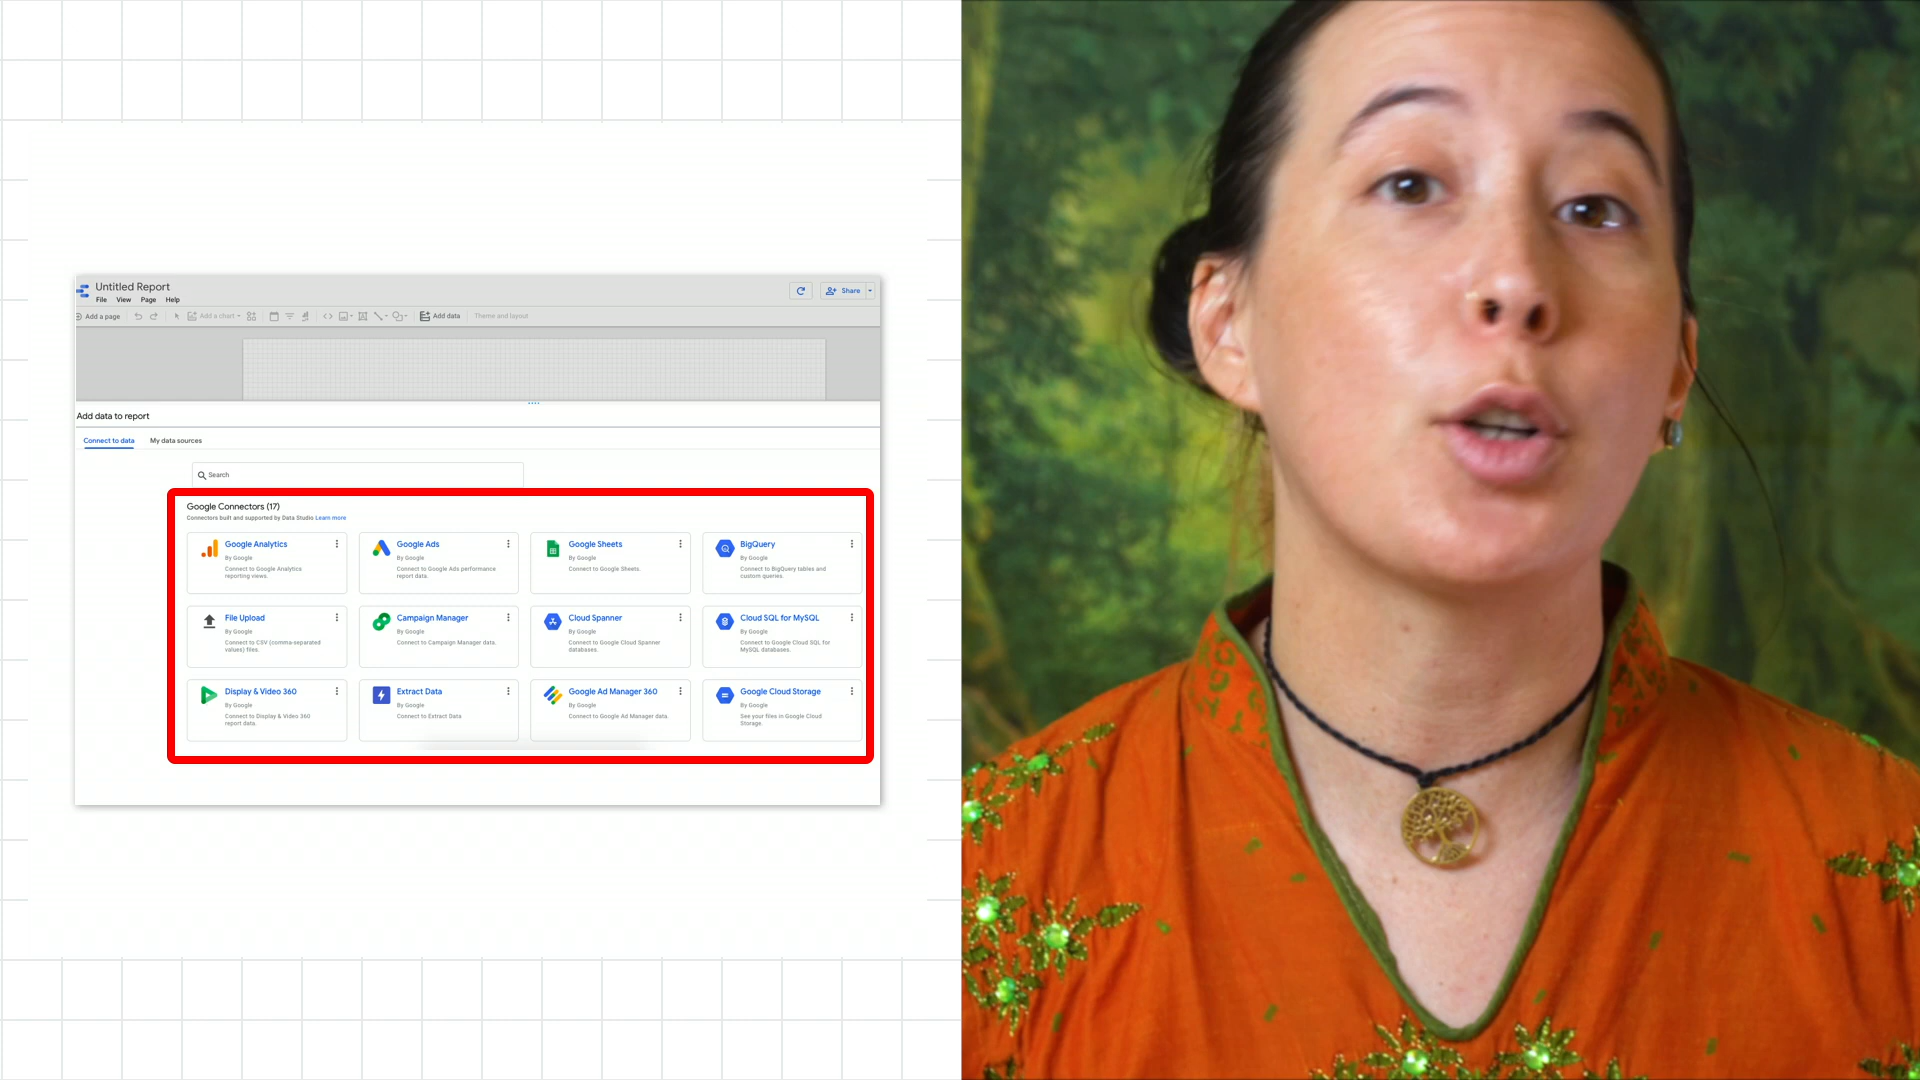 Untitled Report
File View Page Help
Share
Add a page Add a chart Add data Theme and layout
Add data to report
Connect to data My data sources
Search
Google Connectors (17)
Connectors built and supported by Data Studio Learn more
Google Analytics
By Google
Connect to Google Analytics
reporting views.
Google Ads
By Google
Connect to Google Ads performance
report data.
Google Sheets
By Google
Connect to Google Sheets.
BigQuery
By Google
Connect to BigQuery tables and
custom queries.
File Upload
By Google
Connect to CSV (comma-separated
values) files.
Campaign Manager
By Google
Connect to Campaign Manager data.
Cloud Spanner
By Google
Connect to Google Cloud Spanner
databases.
Cloud SQL for MySQL
By Google
Connect to Google Cloud SQL for
MySQL databases.
Display & Video 360
By Google
Connect to Display & Video 360
report data.
Extract Data
By Google
Connect to Extract Data
Google Ad Manager 360
By Google
Connect to Google Ad Manager data.
Google Cloud Storage
By Google
See your files in Google Cloud
Storage.